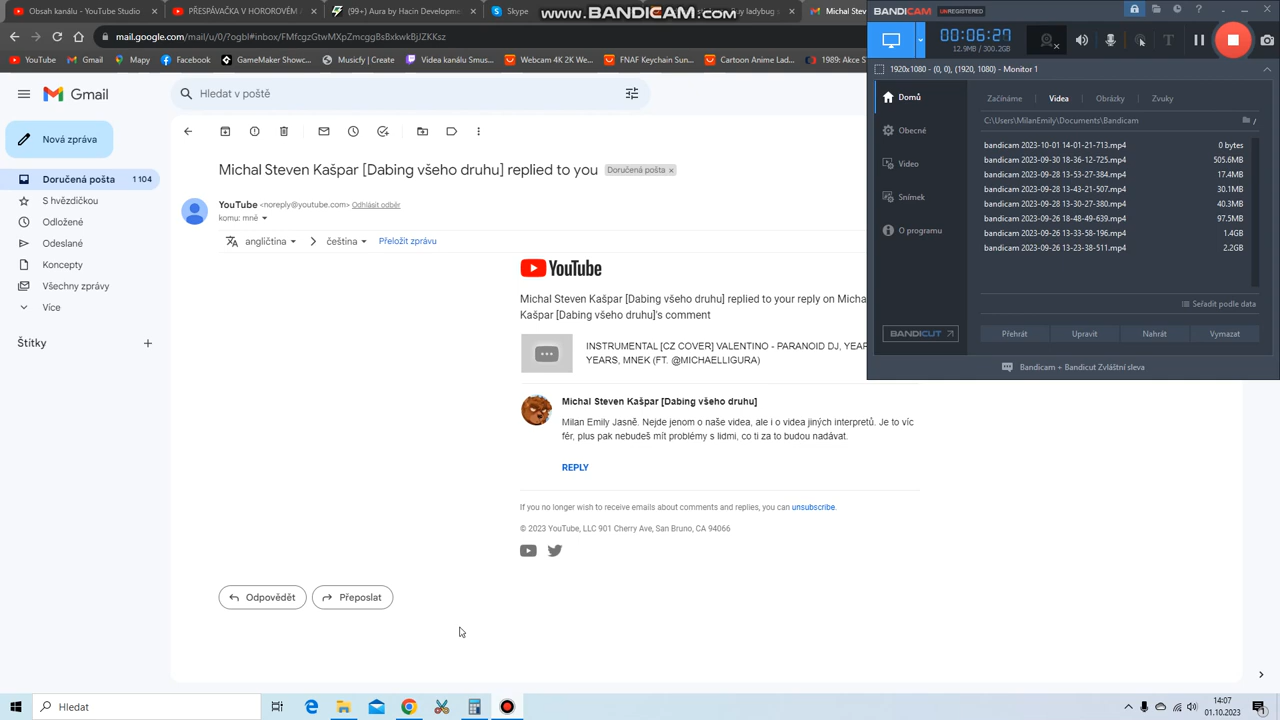 Obsah kanálu - YouTube Studio
PŘESPÁVAČKA V HOROROVÉM
(99+) Aura by Hacin Developm
Skype
www.BANDICAM.com
uy ladybug
Michal Ste
mail.google.com/mail/u/0/?ogbl#inbox/FMfcgzGtwMXpZmcggBsBxkwkBjJZKKsz
YouTube
Gmail
Mapy
Facebook
GameMaker Showc...
Musicfy | Create
Video kanálu Smus...
Webcam 4K 2K We...
FNAF Keychain Sun...
Cartoon Anime Mou...
1989: Akce S
BANDICAM UNREGISTERED
00:06:27
12.9MB / 300.2GB
1920x1080 - (0, 0), (1920, 1080) - Monitor 1
Domů
Obecné
Video
Snímek
O programu
BANDICUT
Začínáme
Videa
Obrázky
Zvuky
C:\Users\MilanEmily\Documents\Bandicam
bandicam 2023-10-01 14-01-21-713.mp4 0 bytes
bandicam 2023-09-30 18-36-12-725.mp4 505.6MB
bandicam 2023-09-28 13-53-27-384.mp4 17.4MB
bandicam 2023-09-28 13-43-21-507.mp4 30.1MB
bandicam 2023-09-28 13-38-27-380.mp4 40.3MB
bandicam 2023-09-26 18-48-49-639.mp4 97.5MB
bandicam 2023-09-26 13-33-58-196.mp4 1.4GB
bandicam 2023-09-26 13-23-38-511.mp4 2.2GB
Seřadit podle data
Přehrát
Upravit
Nahrát
Vymazat
Bandicam + Bandicut Zvláštní sleva
Gmail
Hledat v poště
Nová zpráva
Doručená pošta 1 104
S hvězdičkou
Odložené
Odeslané
Koncepty
Všechny zprávy
Více
Štítky
Michal Steven Kašpar [Dabing všeho druhu] replied to you
Doručená pošta x
YouTube <noreply@youtube.com> Odhlásit odběr
komu: mně
angličtina
čeština
Přeložit zprávu
YouTube
Michal Steven Kašpar [Dabing všeho druhu] replied to your reply on Micha
Kašpar [Dabing všeho druhu]'s comment
INSTRUMENTAL [CZ COVER] VALENTINO - PARANOID DJ, YEAR
YEARS, MNEK (FT. @MICHAELLIGURA)
Michal Steven Kašpar [Dabing všeho druhu]
Milan Emily Jasně. Nejde jenom o naše videa, ale i o videa jiných interpretů. Je to víc
fér, plus pak nebudeš mít problémy s lidmi, co ti za to budou nadávat.
REPLY
If you no longer wish to receive emails about comments and replies, you can unsubscribe.
© 2023 YouTube, LLC 901 Cherry Ave, San Bruno, CA 94066
Odpovědět
Přeposlat
Hledat
14:07
01.10.2023